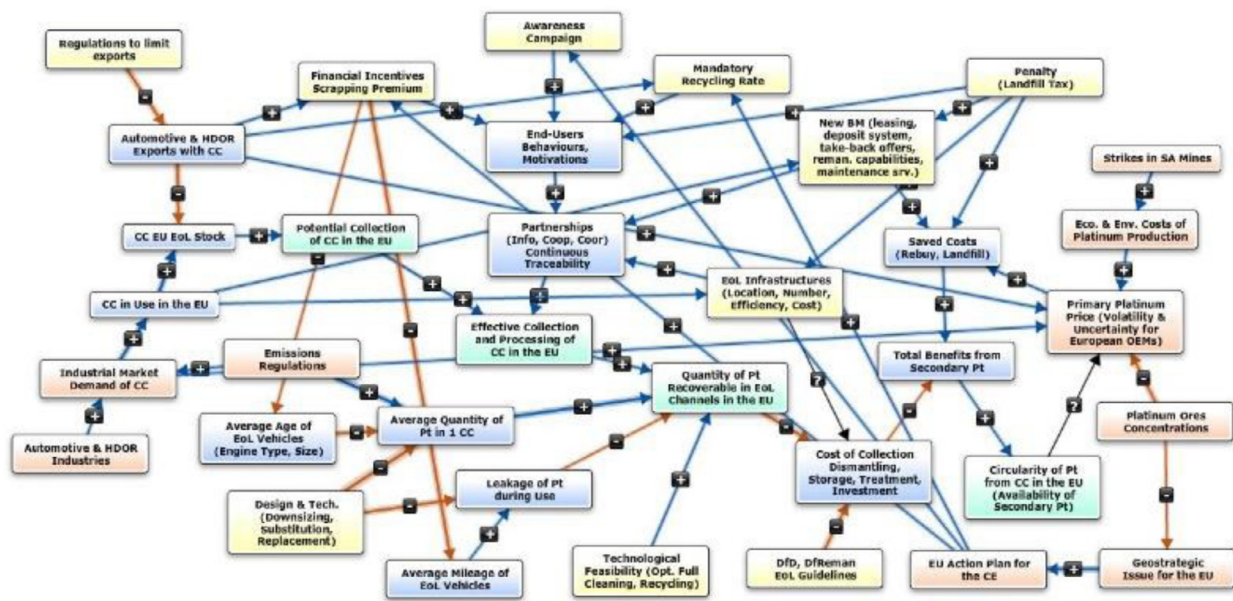 Awareness
Campaign
Regulations to limit
exports
Financial Incentives
Scrapping Premium
Mandatory
Recycling Rate
Penalty
(Landfill Tax)
-
+
+
+
+
+
+
+
Automotive & HDOR
Exports with CC
End-Users
Behaviours,
Motivations
New BM (leasing,
deposit system,
take-back offers,
reman. capabilities,
maintenance srv.)
Strikes in SA Mines
-
+
+
+
+
+
+
CC EU EoL Stock
+
Potential Collection
of CC in the EU
Partnerships
(Info, Coop, Coor)
Continuous
Traceability
+
Saved Costs
(Rebuy, Landfill)
Eco. & Env. Costs of
Platinum Production
-
+
+
+
+
+
+
+
CC in Use in the EU
EoL Infrastructures
(Location, Number,
Efficiency, Cost)
Primary Platinum
Price (Volatility &
Uncertainty for
European OEMs)
+
+
-
Effective Collection
and Processing of
CC in the EU
+
Industrial Market
Demand of CC
+
Emissions
Regulations
+
Quantity of Pt
Recoverable in EoL
Channels in the EU
?
Total Benefits from
Secondary Pt
-
+
+
+
-
+
?
Automotive & HDOR
Industries
Average Age of
EoL Vehicles
(Engine Type, Size)
-
Average Quantity of
Pt in 1 CC
-
-
Platinum Ores
Concentrations
-
Leakage of Pt
during Use
Cost of Collection
Dismantling,
Storage, Treatment,
Investment
Circularity of Pt
from CC in the EU
(Availability of
Secondary Pt)
Design & Tech.
(Downsizing,
Substitution,
Replacement)
-
+
+
-
-
Average Mileage of
EoL Vehicles
Technological
Feasibility (Opt. Full
Cleaning, Recycling)
DfD, DfReman
EoL Guidelines
EU Action Plan for
the CE
+
Geostrategic
Issue for the EU